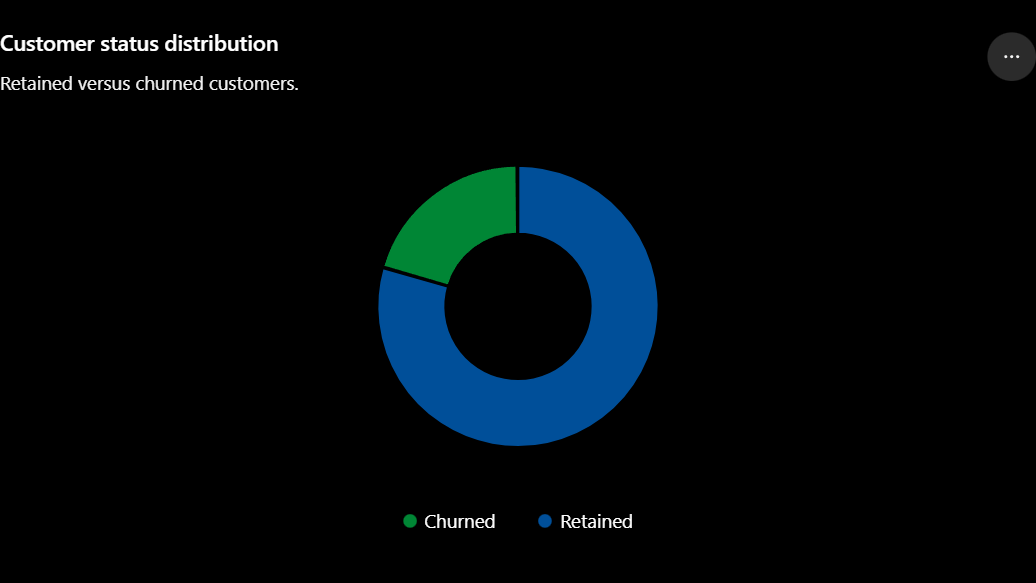 Customer status distribution
Retained versus churned customers.
Churned
Retained